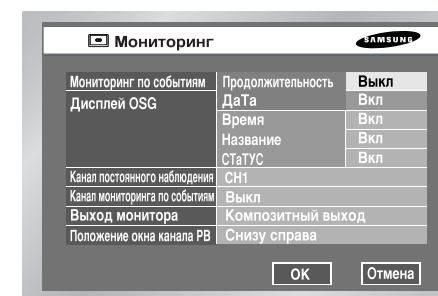 Мониторинг
SAMSUNG
Мониторинг по событиям Продолжительность Выкл
Дисплей OSG ДаТа Вкл
Время Вкл
Название Вкл
СТаТУС Вкл
Канал постоянного наблюдения CH1
Канал мониторинга по событиям Выкл
Выход монитора Композитный выход
Положение окна канала РВ Снизу справа
OK Отмена